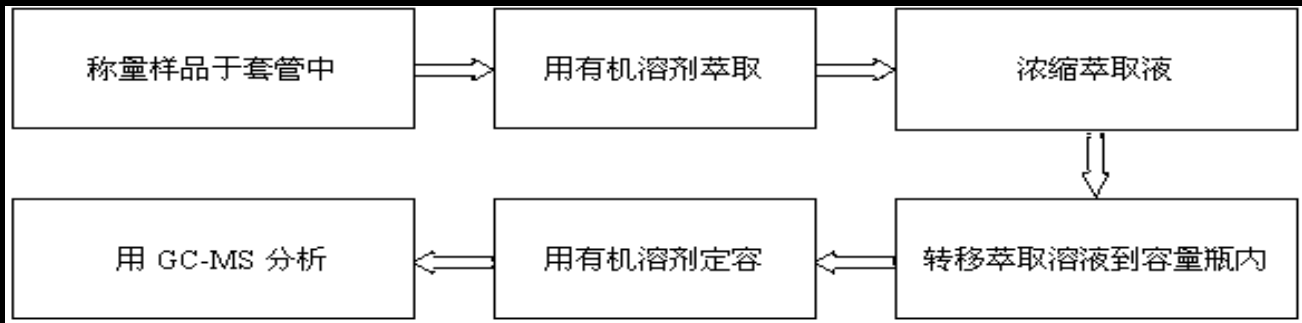 称量样品于套管中
用有机溶剂萃取
浓缩萃取液
转移萃取溶液到容量瓶内
用有机溶剂定容
用 GC-MS 分析